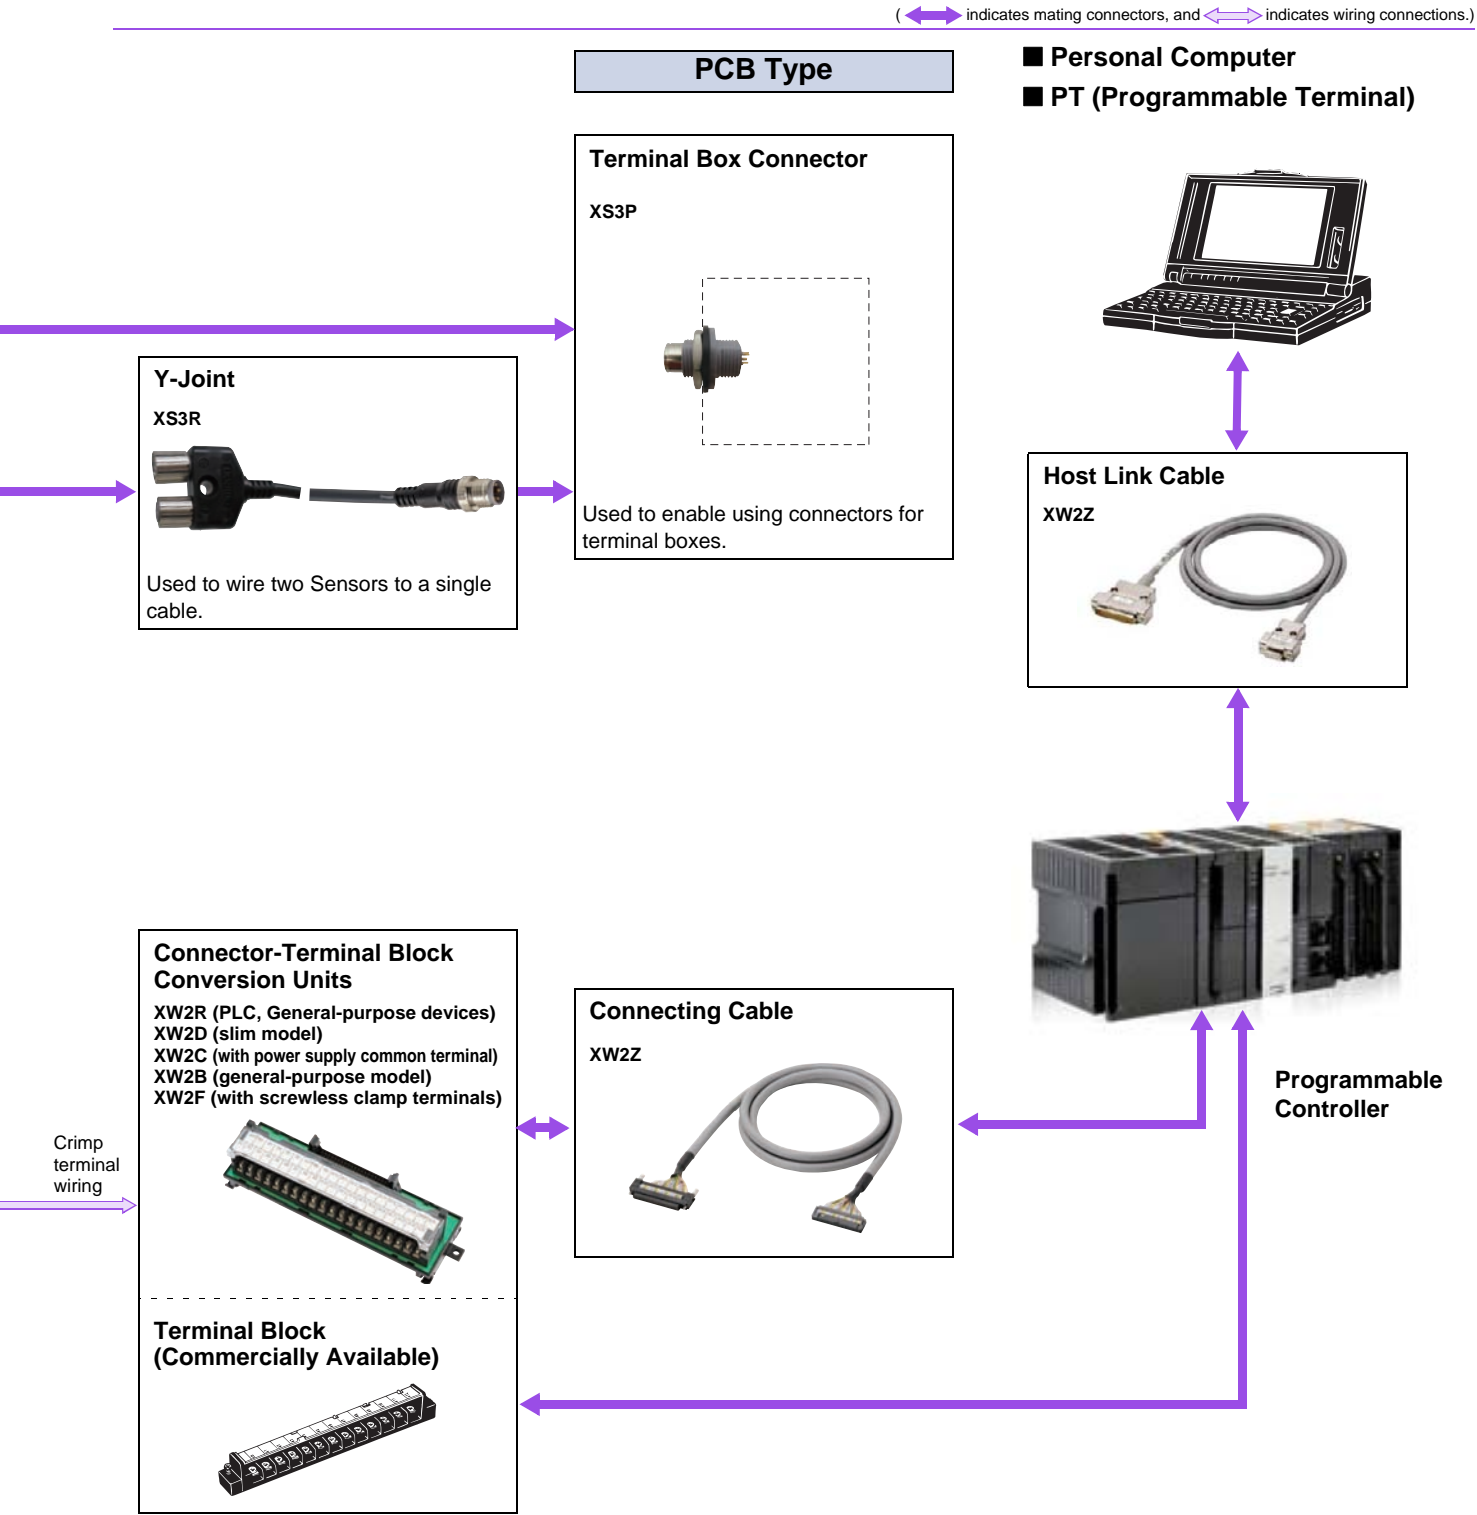 ( indicates mating connectors, and indicates wiring connections.)
PCB Type
■ Personal Computer
■ PT (Programmable Terminal)
Terminal Box Connector
XS3P
Used to enable using connectors for
terminal boxes.
Y-Joint
XS3R
Used to wire two Sensors to a single
cable.
Host Link Cable
XW2Z
Connector-Terminal Block
Conversion Units
XW2R (PLC, General-purpose devices)
XW2D (slim model)
XW2C (with power supply common terminal)
XW2B (general-purpose model)
XW2F (with screwless clamp terminals)
Connecting Cable
XW2Z
Programmable
Controller
Crimp
terminal
wiring
Terminal Block
(Commercially Available)